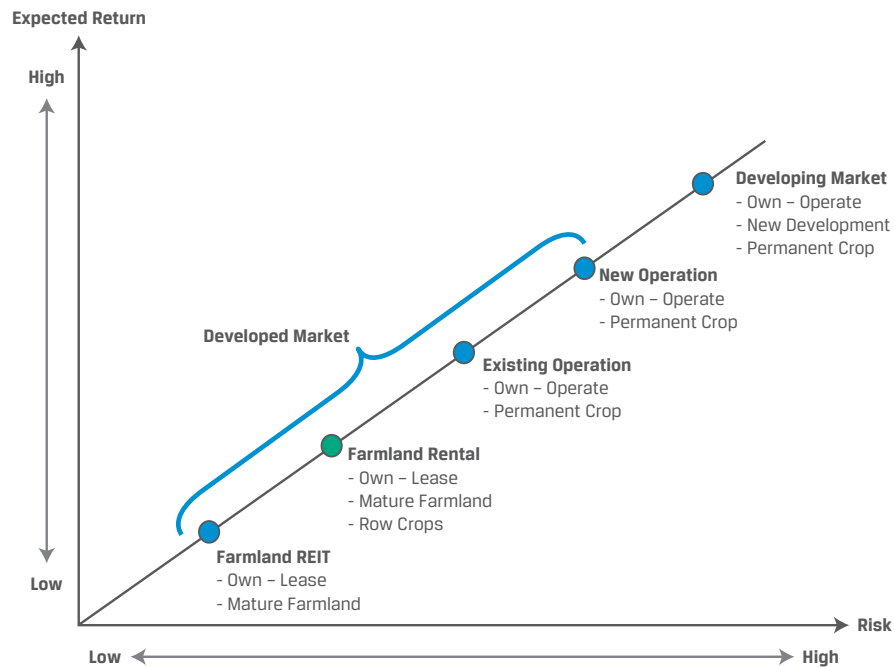 Expected Return
High
Developing Market
- Own – Operate
- New Development
- Permanent Crop
New Operation
- Own – Operate
- Permanent Crop
Developed Market
Existing Operation
- Own – Operate
- Permanent Crop
Farmland Rental
- Own – Lease
- Mature Farmland
- Row Crops
Farmland REIT
- Own – Lease
- Mature Farmland
Low
Risk
Low
High